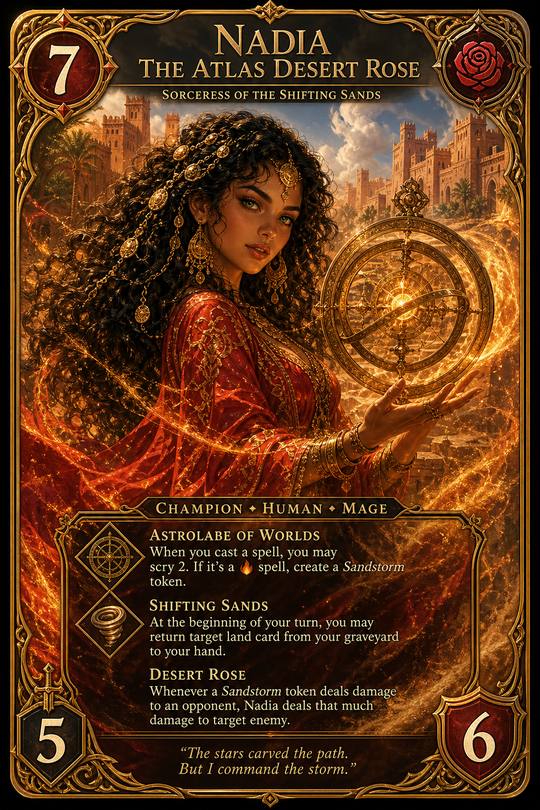 7
NADIA
THE ATLAS DESERT ROSE
SORCERESS OF THE SHIFTING SANDS
CHAMPION • HUMAN • MAGE
ASTROLABE OF WORLDS
When you cast a spell, you may
scry 2. If it's a 🔥 spell, create a Sandstorm
token.
SHIFTING SANDS
At the beginning of your turn, you may
return target land card from your graveyard
to your hand.
DESERT ROSE
Whenever a Sandstorm token deals damage
to an opponent, Nadia deals that much
damage to target enemy.
5
6
"The stars carved the path.
But I command the storm."